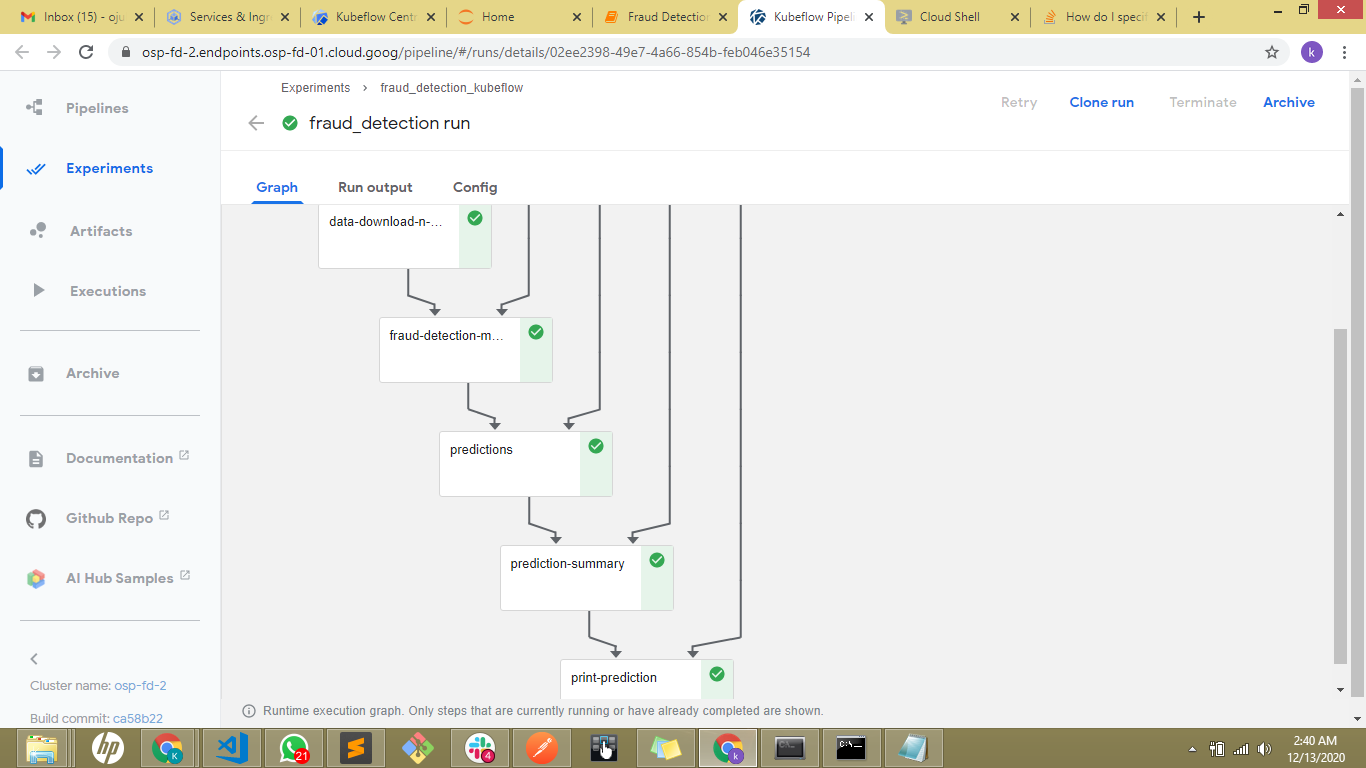 Inbox (15) - oju
Services & Ingr
Kubeflow Centr
Home
Fraud Detection
Kubeflow Pipeli
Cloud Shell
How do I specif
osp-fd-2.endpoints.osp-fd-01.cloud.goog/pipeline/#/runs/details/02ee2398-49e7-4a66-854b-feb046e35154
k
Pipelines
Experiments
Artifacts
Executions
Archive
Documentation
Github Repo
AI Hub Samples
Cluster name: osp-fd-2
Build commit: ca58b22
Experiments › fraud_detection_kubeflow
fraud_detection run
Retry
Clone run
Terminate
Archive
Graph
Run output
Config
data-download-n-...
fraud-detection-m...
predictions
prediction-summary
print-prediction
Runtime execution graph. Only steps that are currently running or have already completed are shown.
hp
K
21
4
C:\.
k
2:40 AM
12/13/2020